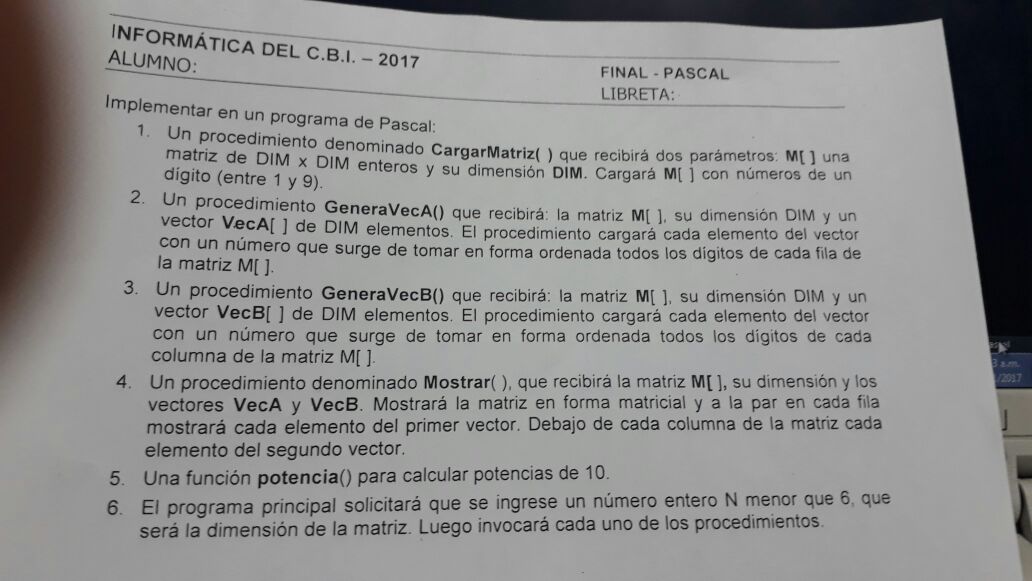 INFORMÁTICA DEL C.B.I. – 2017
FINAL - PASCAL
ALUMNO:
LIBRETA:
Implementar en un programa de Pascal:
1. Un procedimiento denominado CargarMatriz( ) que recibirá dos parámetros: M[ ] una
matriz de DIM x DIM enteros y su dimensión DIM. Cargará M[ ] con números de un
dígito (entre 1 y 9).
2. Un procedimiento GeneraVecA() que recibirá: la matriz M[ ], su dimensión DIM y un
vector VecA[ ] de DIM elementos. El procedimiento cargará cada elemento del vector
con un número que surge de tomar en forma ordenada todos los dígitos de cada fila de
la matriz M[ ].
3. Un procedimiento GeneraVecB() que recibirá: la matriz M[ ], su dimensión DIM y un
vector VecB[ ] de DIM elementos. El procedimiento cargará cada elemento del vector
con un número que surge de tomar en forma ordenada todos los dígitos de cada
columna de la matriz M[ ].
4. Un procedimiento denominado Mostrar( ), que recibirá la matriz M[ ], su dimensión y los
vectores VecA y VecB. Mostrará la matriz en forma matricial y a la par en cada fila
mostrará cada elemento del primer vector. Debajo de cada columna de la matriz cada
elemento del segundo vector.
5. Una función potencia() para calcular potencias de 10.
6. El programa principal solicitará que se ingrese un número entero N menor que 6, que
será la dimensión de la matriz. Luego invocará cada uno de los procedimientos.
a.m.
/2017